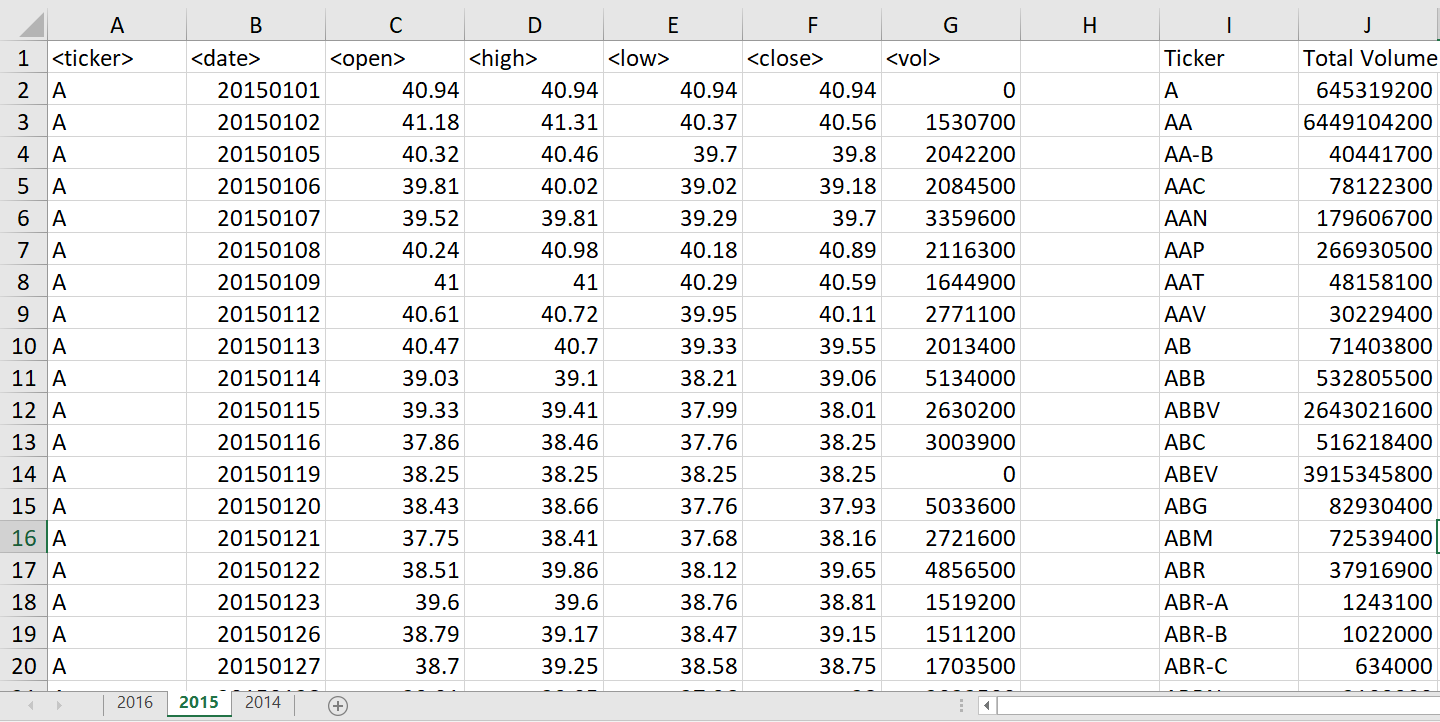 A B C D E F G H I J
1 <ticker> <date> <open> <high> <low> <close> <vol> Ticker Total Volume
2 A 20150101 40.94 40.94 40.94 40.94 0 A 645319200
3 A 20150102 41.18 41.31 40.37 40.56 1530700 AA 6449104200
4 A 20150105 40.32 40.46 39.7 39.8 2042200 AA-B 40441700
5 A 20150106 39.81 40.02 39.02 39.18 2084500 AAC 78122300
6 A 20150107 39.52 39.81 39.29 39.7 3359600 AAN 179606700
7 A 20150108 40.24 40.98 40.18 40.89 2116300 AAP 266930500
8 A 20150109 41 41 40.29 40.59 1644900 AAT 48158100
9 A 20150112 40.61 40.72 39.95 40.11 2771100 AAV 30229400
10 A 20150113 40.47 40.7 39.33 39.55 2013400 AB 71403800
11 A 20150114 39.03 39.1 38.21 39.06 5134000 ABB 532805500
12 A 20150115 39.33 39.41 37.99 38.01 2630200 ABBV 2643021600
13 A 20150116 37.86 38.46 37.76 38.25 3003900 ABC 516218400
14 A 20150119 38.25 38.25 38.25 38.25 0 ABEV 3915345800
15 A 20150120 38.43 38.66 37.76 37.93 5033600 ABG 82930400
16 A 20150121 37.75 38.41 37.68 38.16 2721600 ABM 72539400
17 A 20150122 38.51 39.86 38.12 39.65 4856500 ABR 37916900
18 A 20150123 39.6 39.6 38.76 38.81 1519200 ABR-A 1243100
19 A 20150126 38.79 39.17 38.47 39.15 1511200 ABR-B 1022000
20 A 20150127 38.7 39.25 38.58 38.75 1703500 ABR-C 634000
2016 2015 2014